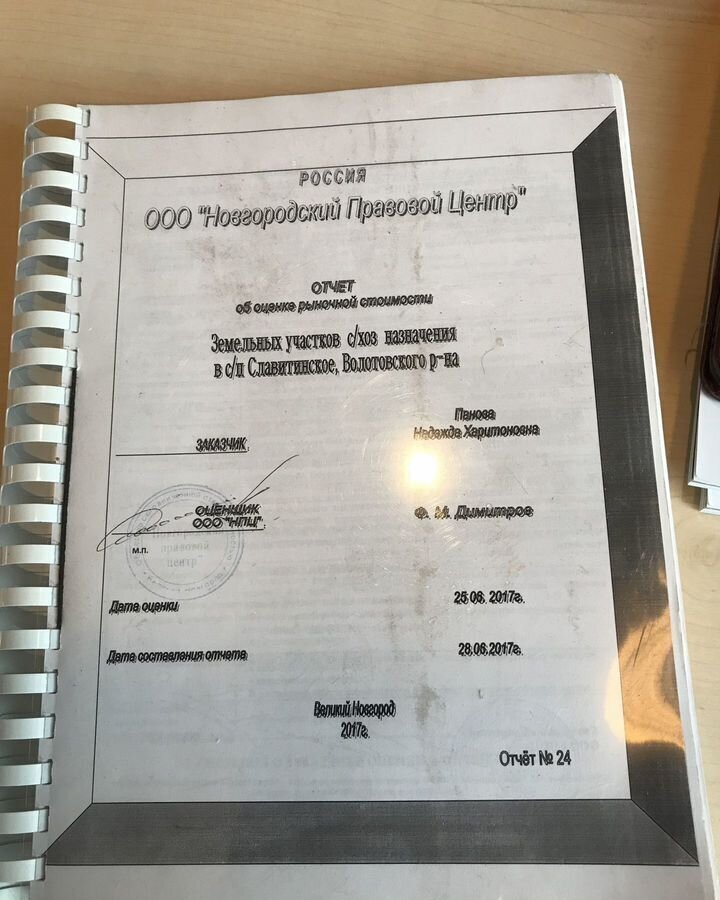 РОССИЯ
ООО "Новгородский Правовой Центр"
ОТЧЕТ
об оценке рыночной стоимости
Земельных участков с/хоз назначения
в с/п Славитинское, Волотовского р-на
Панова
ЗАКАЗЧИК: Надежда Харитоновна
ОЦЕНЩИК
ООО "НПЦ": Ф. М. Димитров
м.п.
правовой
центр"
Дата оценки 25.06. 2017г.
Дата составления отчета 28.06.2017г.
Великий Новгород
2017г.
Отчёт № 24